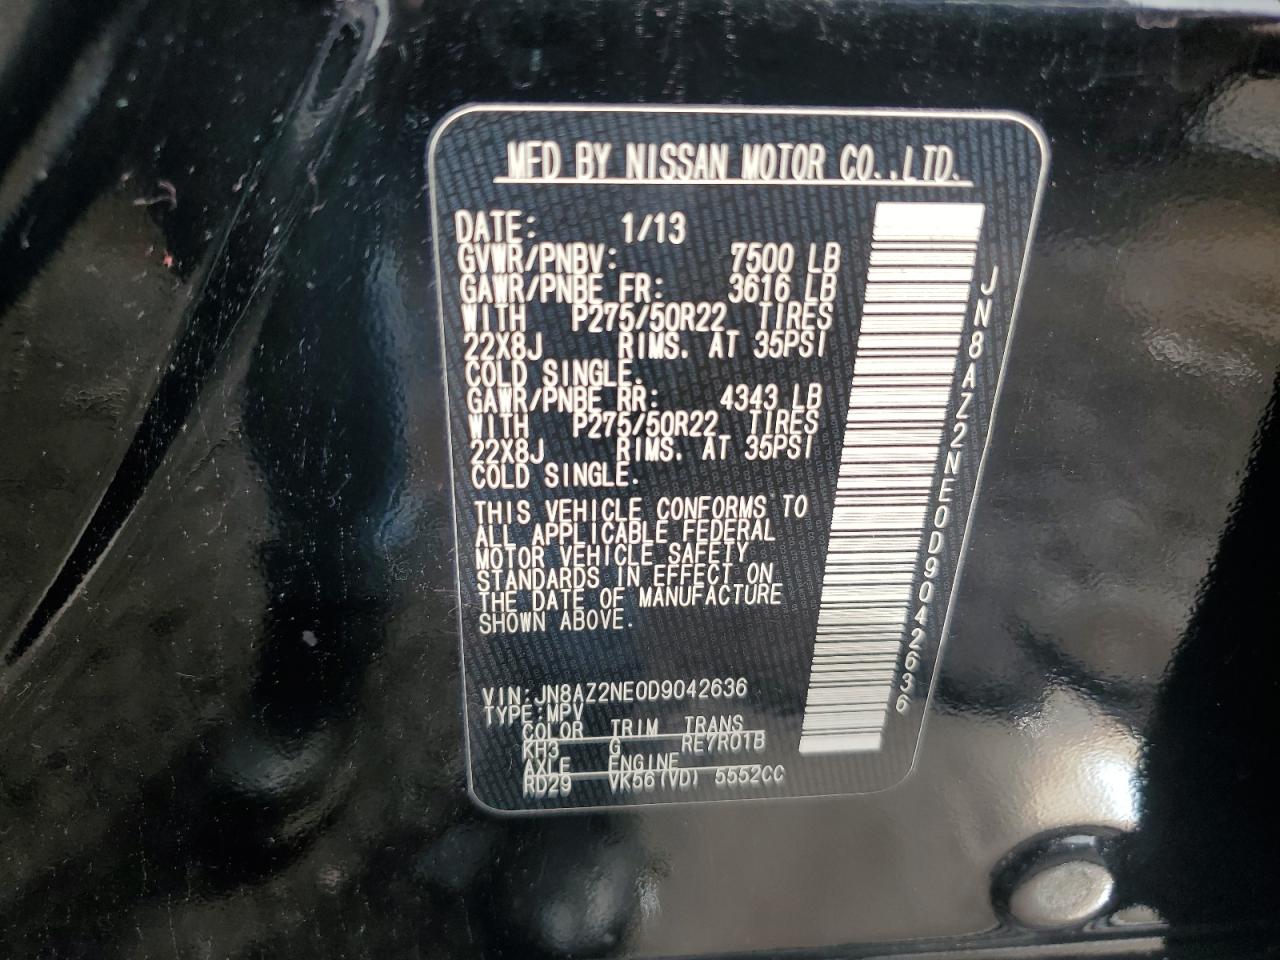 MFD BY NISSAN MOTOR CO.,LTD.
DATE: 1/13
GVWR/PNBV: 7500 LB
GAWR/PNBE FR: 3616 LB
WITH P275/50R22 TIRES
22X8J RIMS. AT 35PSI
COLD SINGLE.
GAWR/PNBE RR: 4343 LB
WITH P275/50R22 TIRES
22X8J RIMS. AT 35PSI
COLD SINGLE.
THIS VEHICLE CONFORMS TO
ALL APPLICABLE FEDERAL
MOTOR VEHICLE SAFETY
STANDARDS IN EFFECT ON
THE DATE OF MANUFACTURE
SHOWN ABOVE.
VIN:JN8AZ2NE0D9042636
TYPE:MPV
COLOR TRIM TRANS
KH3 G RE7R01B
AXLE ENGINE
RD29 VK56(VD) 5552CC
JN8AZ2NE0D9042636